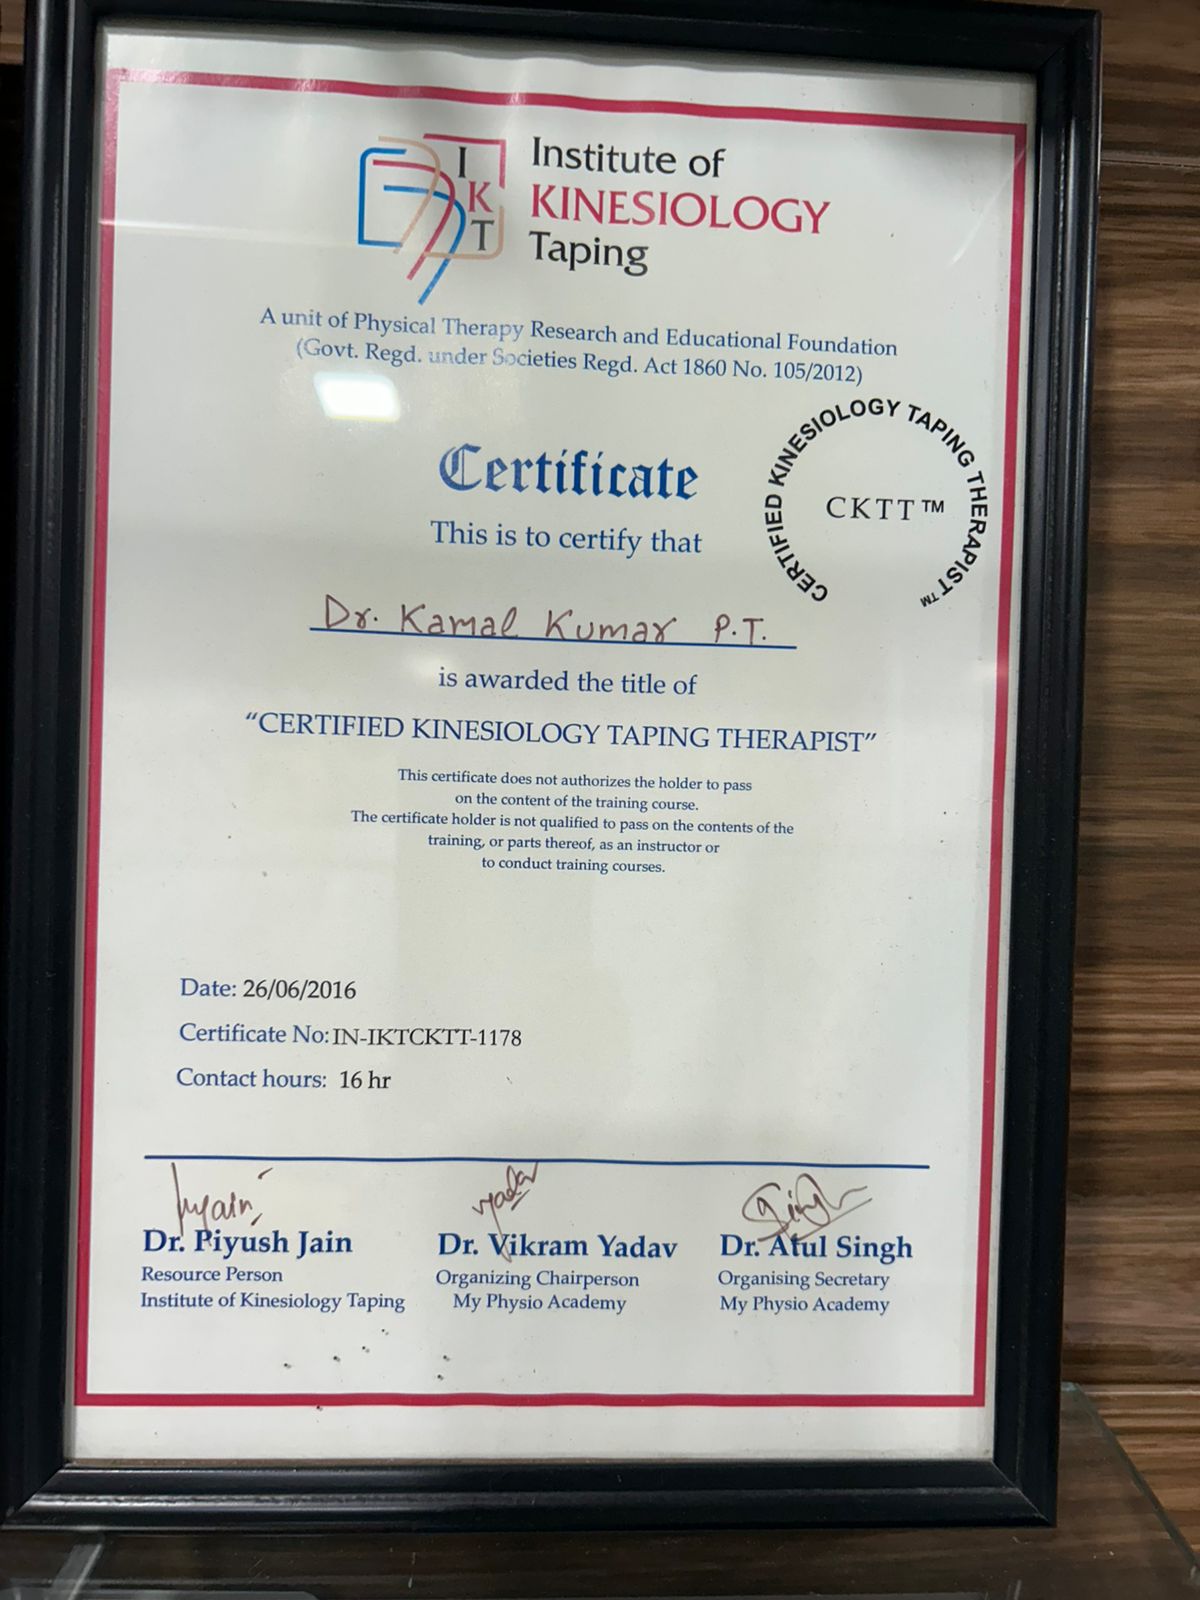 I
K
T
Institute of
KINESIOLOGY
Taping
A unit of Physical Therapy Research and Educational Foundation
(Govt. Regd. under Societies Regd. Act 1860 No. 105/2012)
CERTIFIED KINESIOLOGY TAPING THERAPIST™
CKTT™
Certificate
This is to certify that
Dr. Kamal Kumar P.T.
is awarded the title of
“CERTIFIED KINESIOLOGY TAPING THERAPIST”
This certificate does not authorizes the holder to pass
on the content of the training course.
The certificate holder is not qualified to pass on the contents of the
training, or parts thereof, as an instructor or
to conduct training courses.
Date: 26/06/2016
Certificate No: IN-IKTCKTT-1178
Contact hours: 16 hr
Dr. Piyush Jain
Resource Person
Institute of Kinesiology Taping
Dr. Vikram Yadav
Organizing Chairperson
My Physio Academy
Dr. Atul Singh
Organising Secretary
My Physio Academy